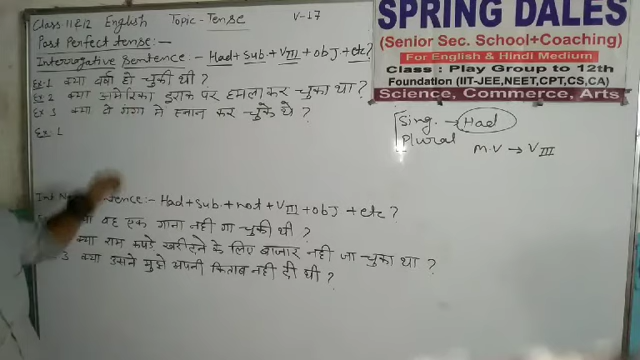 Class 11 & 12 English Topic - Tense V-17
Past Perfect tense:-
Interrogative Sentence:- Had + Sub. + VIII + obj + etc?
Ex. 1 क्या वर्षा हो चुकी थी ?
Ex. 2 क्या अमेरिका इराक पर हमला कर चुका था ?
Ex 3 क्या वे गंगा मे स्नान कर चुके थे ?
Ex. 1
Int N sentence:- Had + Sub. + not + VIII + obj + etc?
वह एक गाना नही गा चुकी थी ?
क्या राम कपडे खरीदने के लिए बाजार नही जा चुका था ?
3 क्या उसने मुझे अपनी किताब नही दी थी ?
SPRING DALES
(Senior Sec. School+Coaching)
For English & Hindi Medium
Class : Play Group to 12th
Foundation (IIT-JEE,NEET,CPT,CS,CA)
Science, Commerce, Arts
Sing. → Had
Plural
M.V → VIII